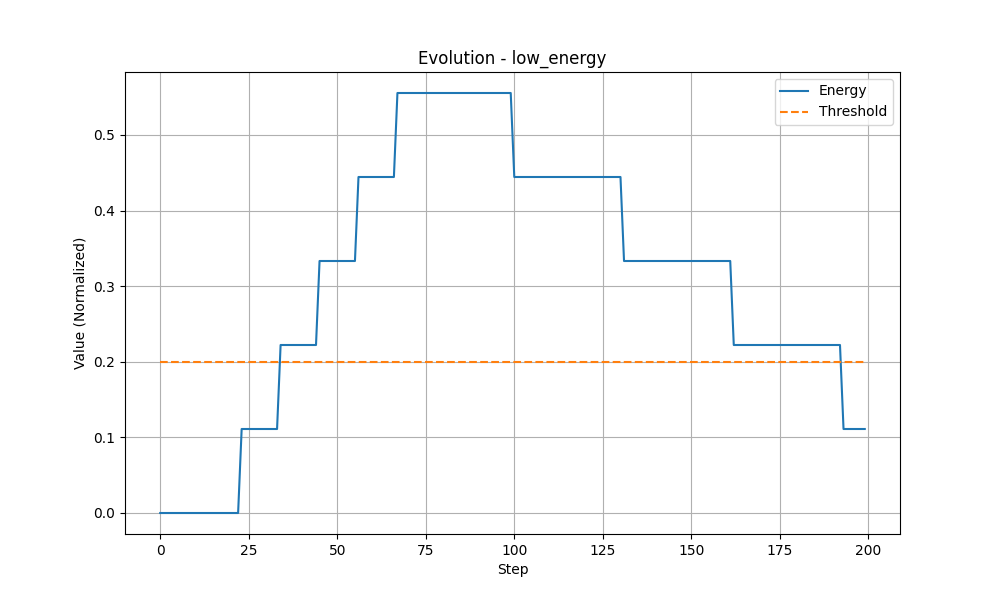 Evolution - low_energy
Energy
Threshold
Value (Normalized)
0.5
0.4
0.3
0.2
0.1
0.0
0 25 50 75 100 125 150 175 200
Step